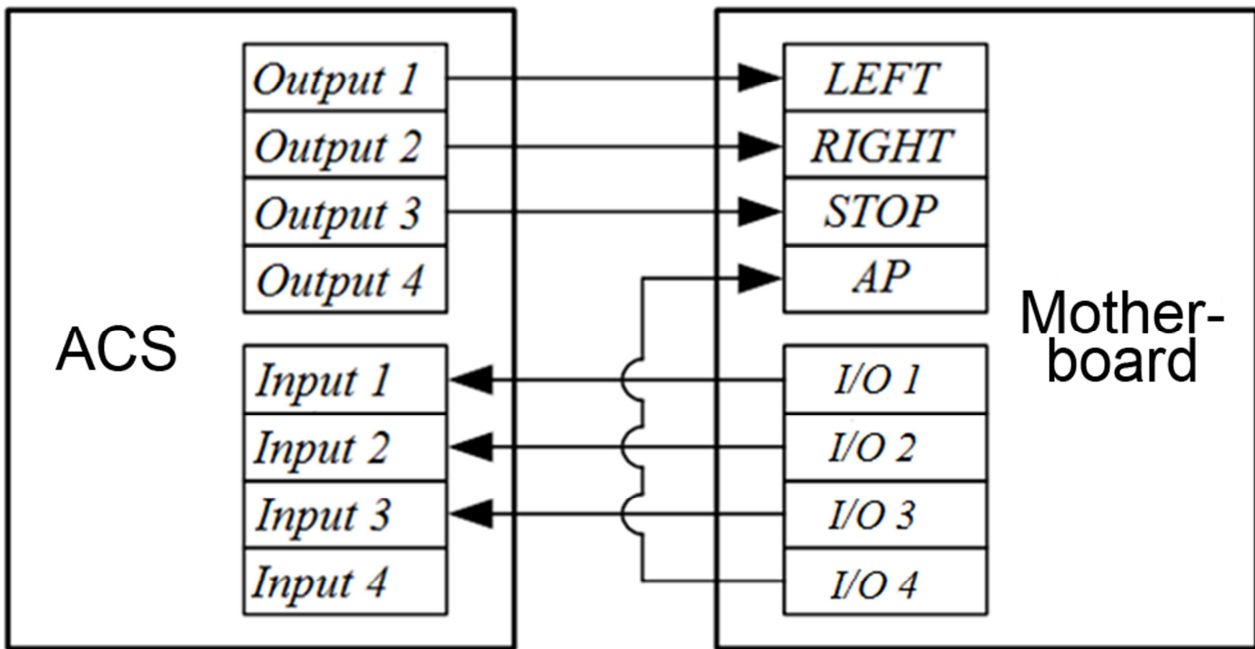 ACS
Output 1
Output 2
Output 3
Output 4
Input 1
Input 2
Input 3
Input 4
LEFT
RIGHT
STOP
AP
I/O 1
I/O 2
I/O 3
I/O 4
Mother-
board